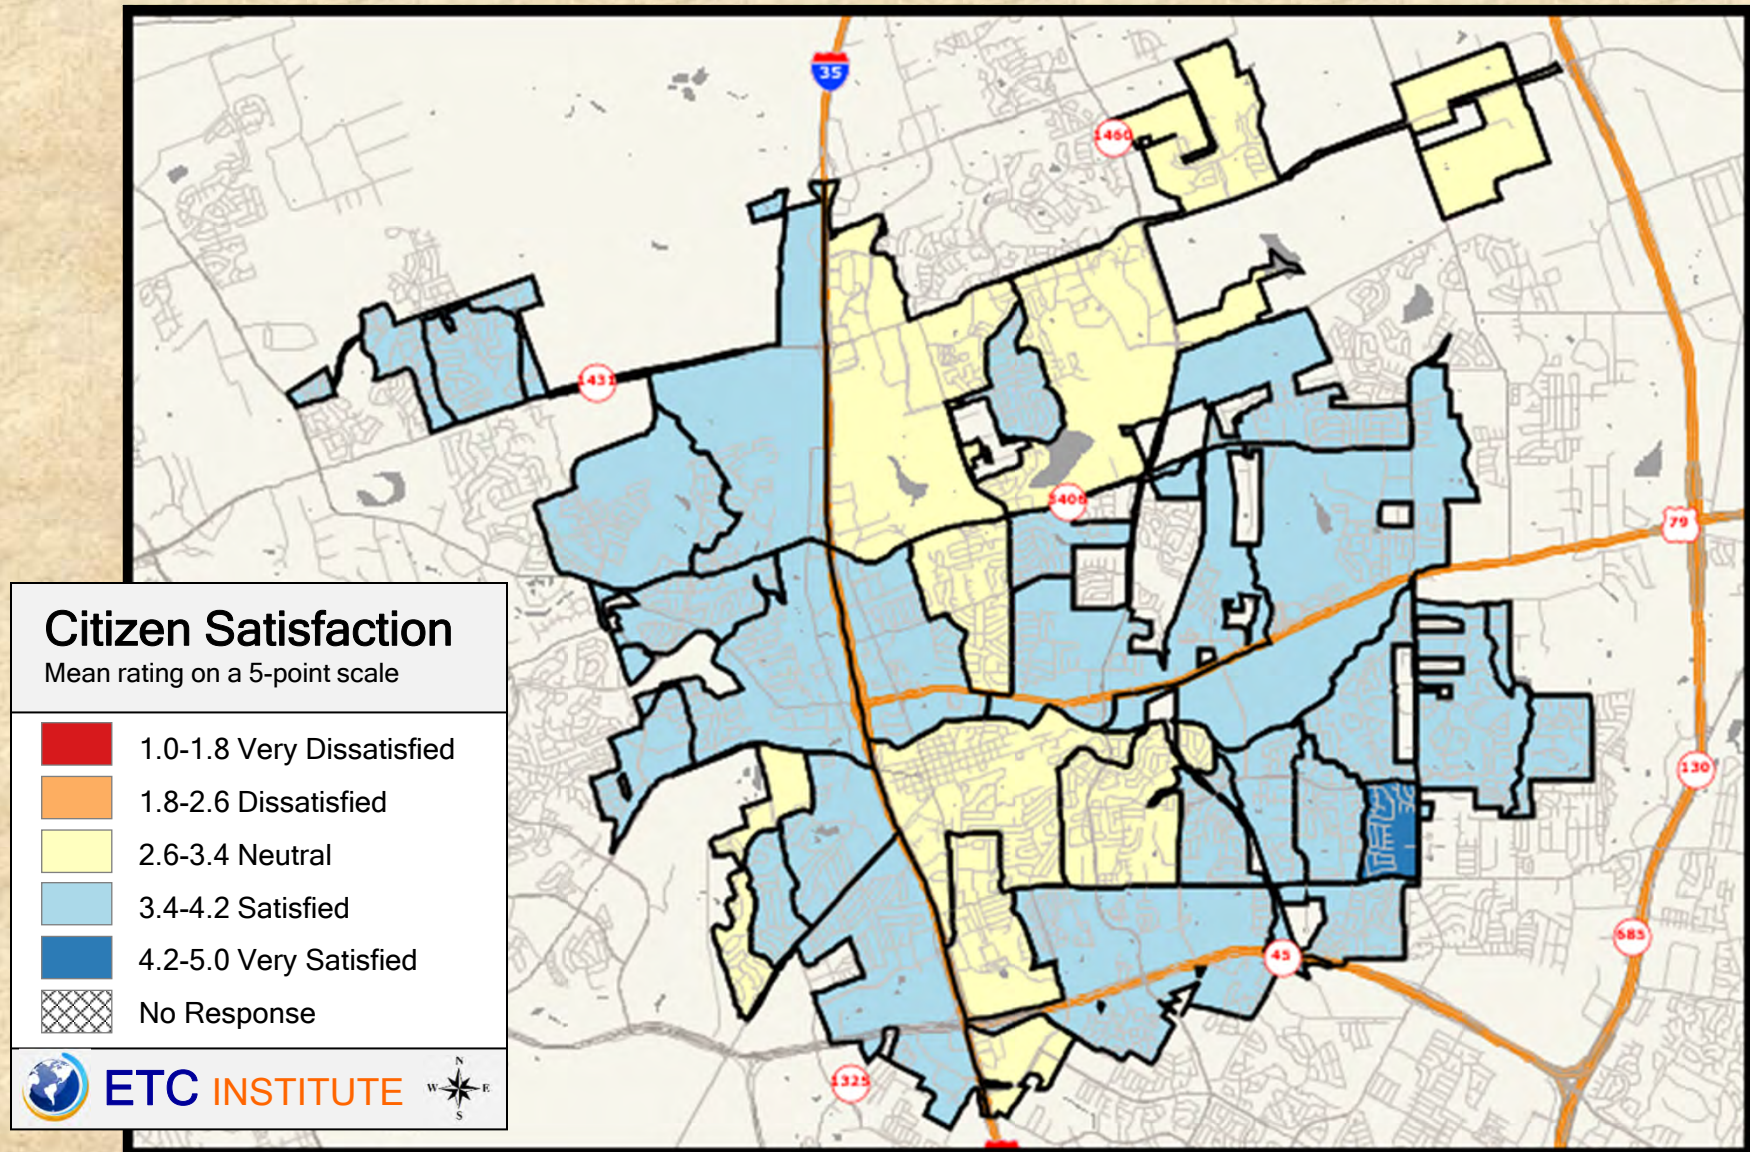 35
1460
1431
3406
79
Citizen Satisfaction
Mean rating on a 5-point scale
1.0-1.8 Very Dissatisfied
1.8-2.6 Dissatisfied
2.6-3.4 Neutral
3.4-4.2 Satisfied
4.2-5.0 Very Satisfied
No Response
130
685
45
1325
ETC INSTITUTE
N
W E
S